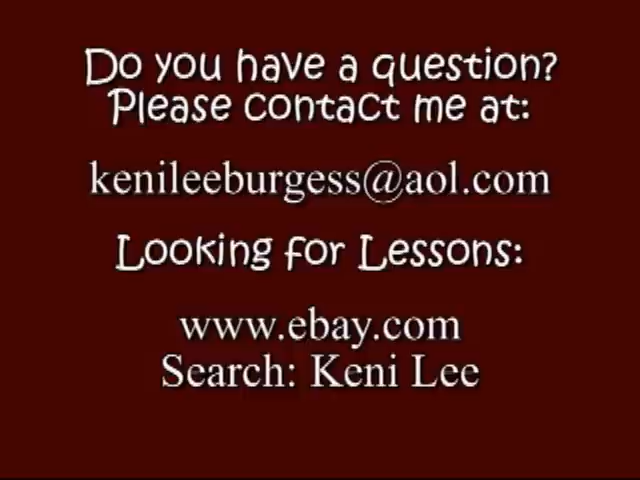 Do you have a question?
Please contact me at:
kenileeburgess@aol.com
Looking for Lessons:
www.ebay.com
Search: Keni Lee